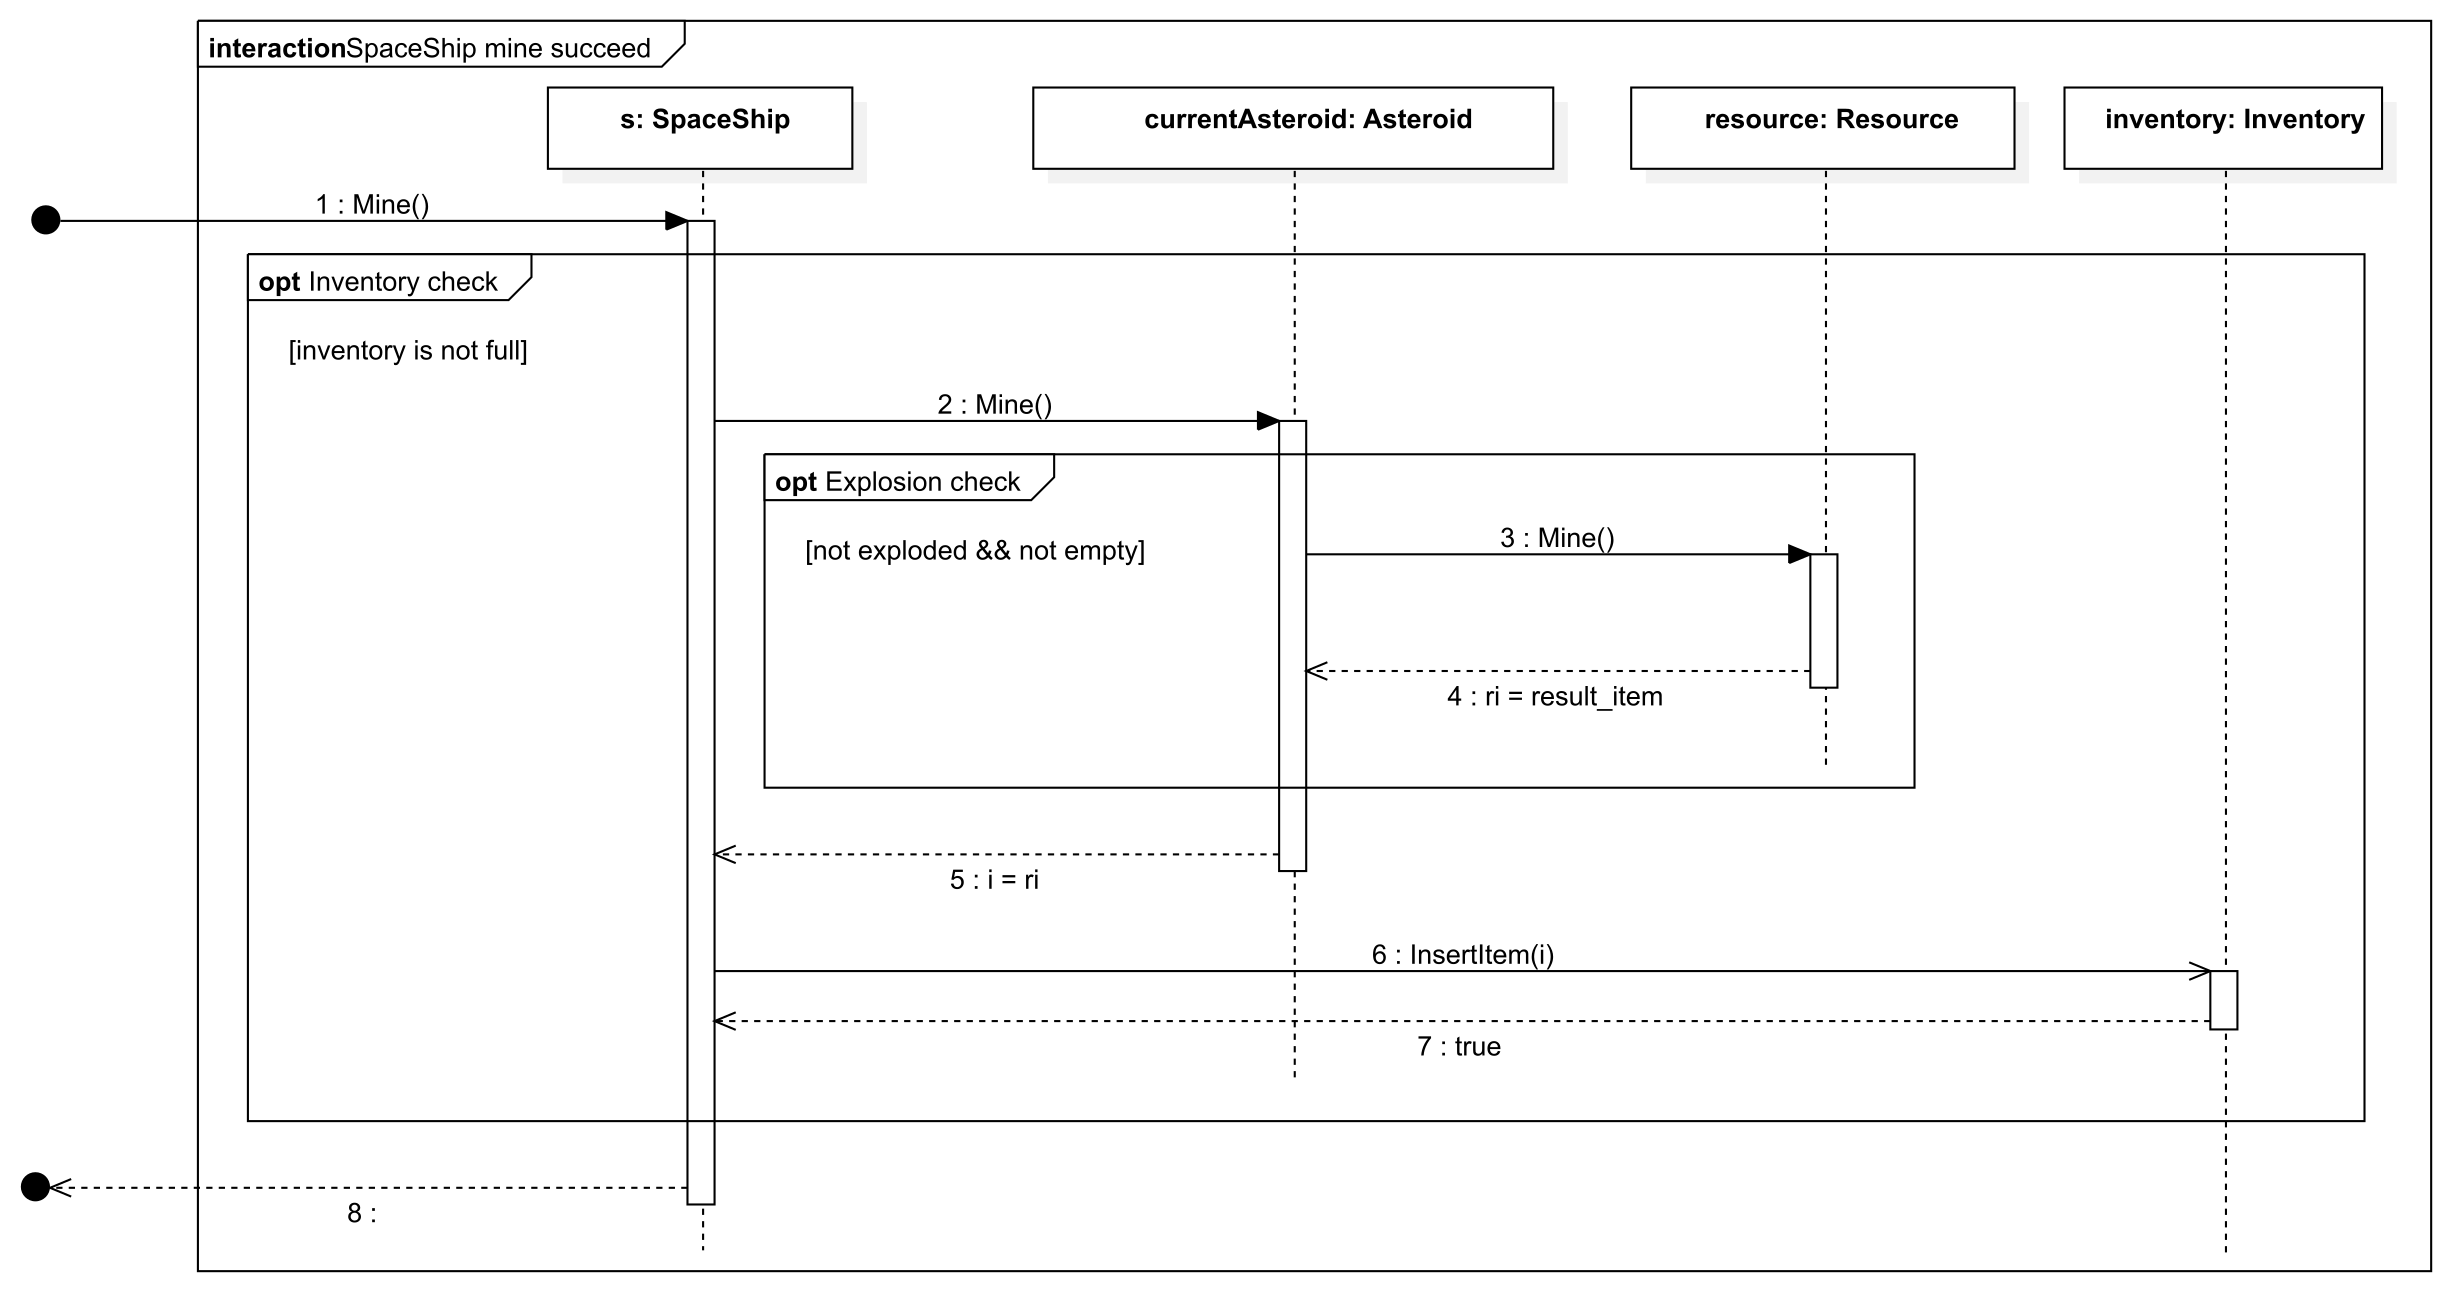 interactionSpaceShip mine succeed
s: SpaceShip
currentAsteroid: Asteroid
resource: Resource
inventory: Inventory
1 : Mine()
opt Inventory check
[inventory is not full]
2 : Mine()
opt Explosion check
[not exploded && not empty]
3 : Mine()
4 : ri = result_item
5 : i = ri
6 : InsertItem(i)
7 : true
8 :